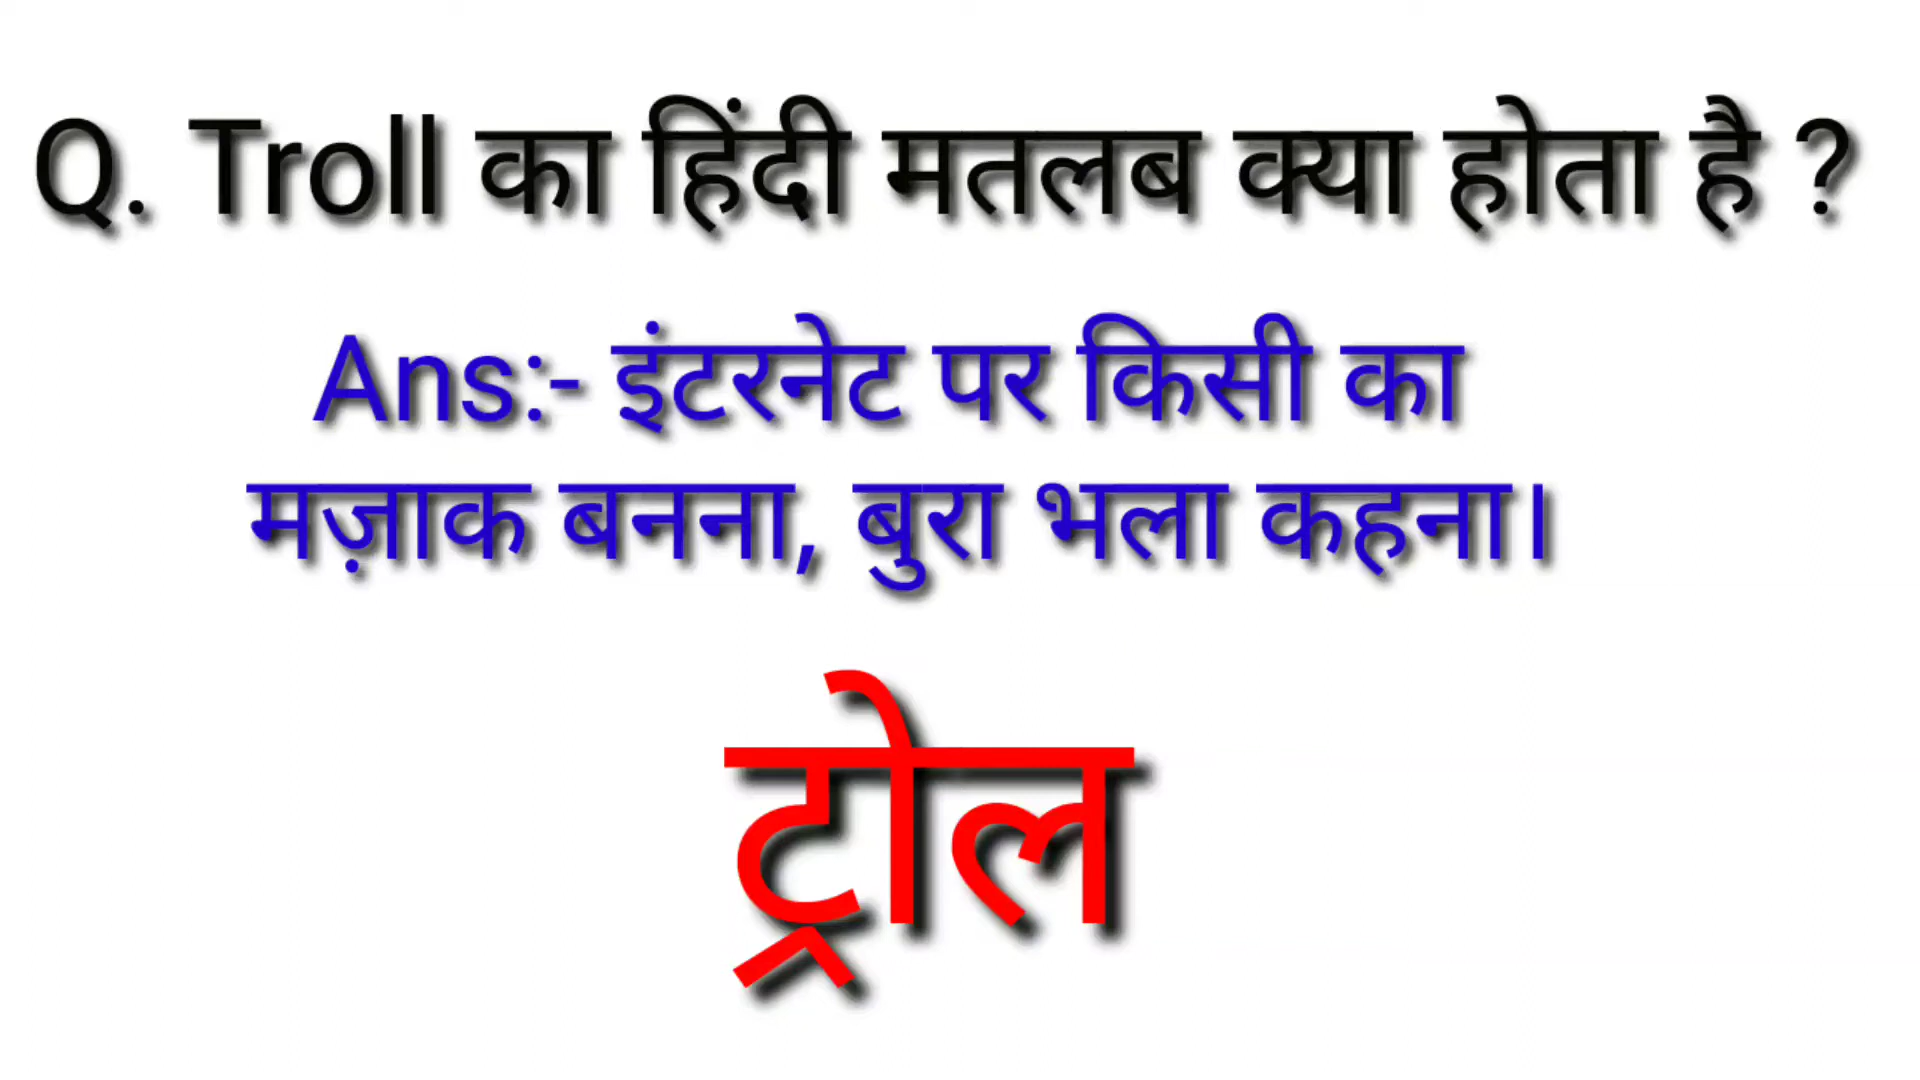 Q. Troll का हिंदी मतलब क्या होता है ?
Ans:- इंटरनेट पर किसी का
मज़ाक बनना, बुरा भला कहना।
ट्रोल